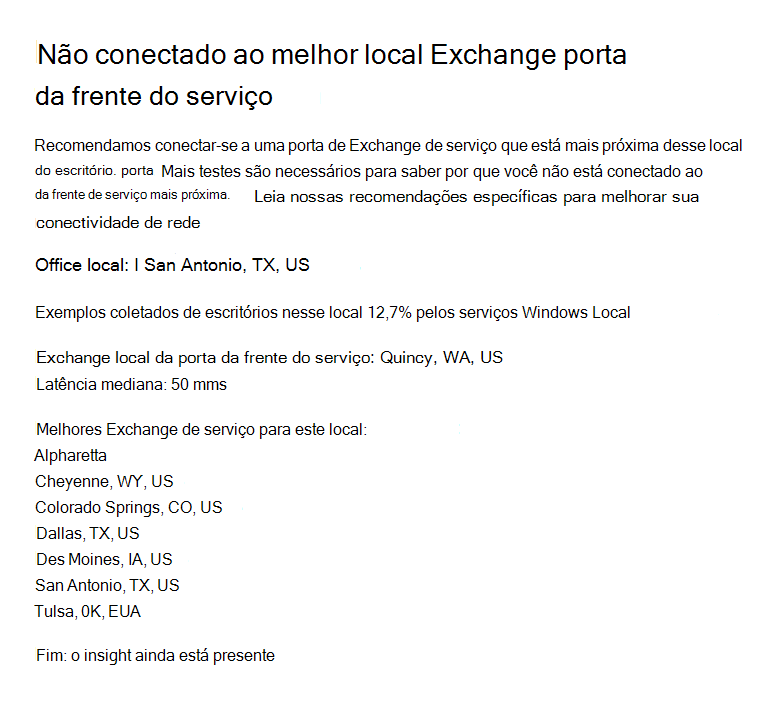 Não conectado ao melhor local Exchange porta
da frente do serviço
Recomendamos conectar-se a uma porta de Exchange de serviço que está mais próxima desse local
do escritório. porta Mais testes são necessários para saber por que você não está conectado ao
da frente de serviço mais próxima. Leia nossas recomendações específicas para melhorar sua
conectividade de rede
Office local: I San Antonio, TX, US
Exemplos coletados de escritórios nesse local 12,7% pelos serviços Windows Local
Exchange local da porta da frente do serviço: Quincy, WA, US
Latência mediana: 50 mms
Melhores Exchange de serviço para este local:
Alpharetta
Cheyenne, WY, US
Colorado Springs, CO, US
Dallas, TX, US
Des Moines, IA, US
San Antonio, TX, US
Tulsa, 0K, EUA
Fim: o insight ainda está presente